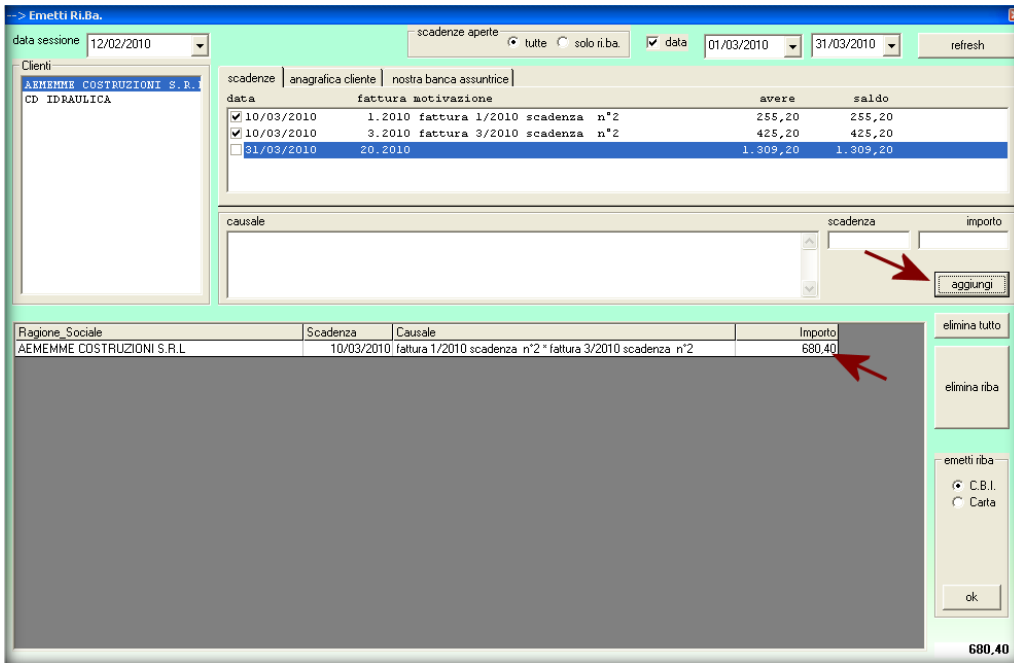 --> Emetti Ri.Ba.
data sessione 12/02/2010 scadenze aperte tutte solo ri.ba. data 01/03/2010 31/03/2010 refresh
Clienti
AEMEMME COSTRUZIONI S.R.
CD IDRAULICA
scadenze anagrafica cliente nostra banca assuntrice
data fattura motivazione avere saldo
10/03/2010 1.2010 fattura 1/2010 scadenza n°2 255,20 255,20
10/03/2010 3.2010 fattura 3/2010 scadenza n°2 425,20 425,20
31/03/2010 20.2010 1.309,20 1.309,20
causale scadenza importo
aggiungi
elimina tutto
Ragione_Sociale Scadenza Causale Importo
AEMEMME COSTRUZIONI S.R.L 10/03/2010 fattura 1/2010 scadenza n°2 * fattura 3/2010 scadenza n°2 680,40
elimina riba
emetti riba
C.B.I.
Carta
ok
680,40